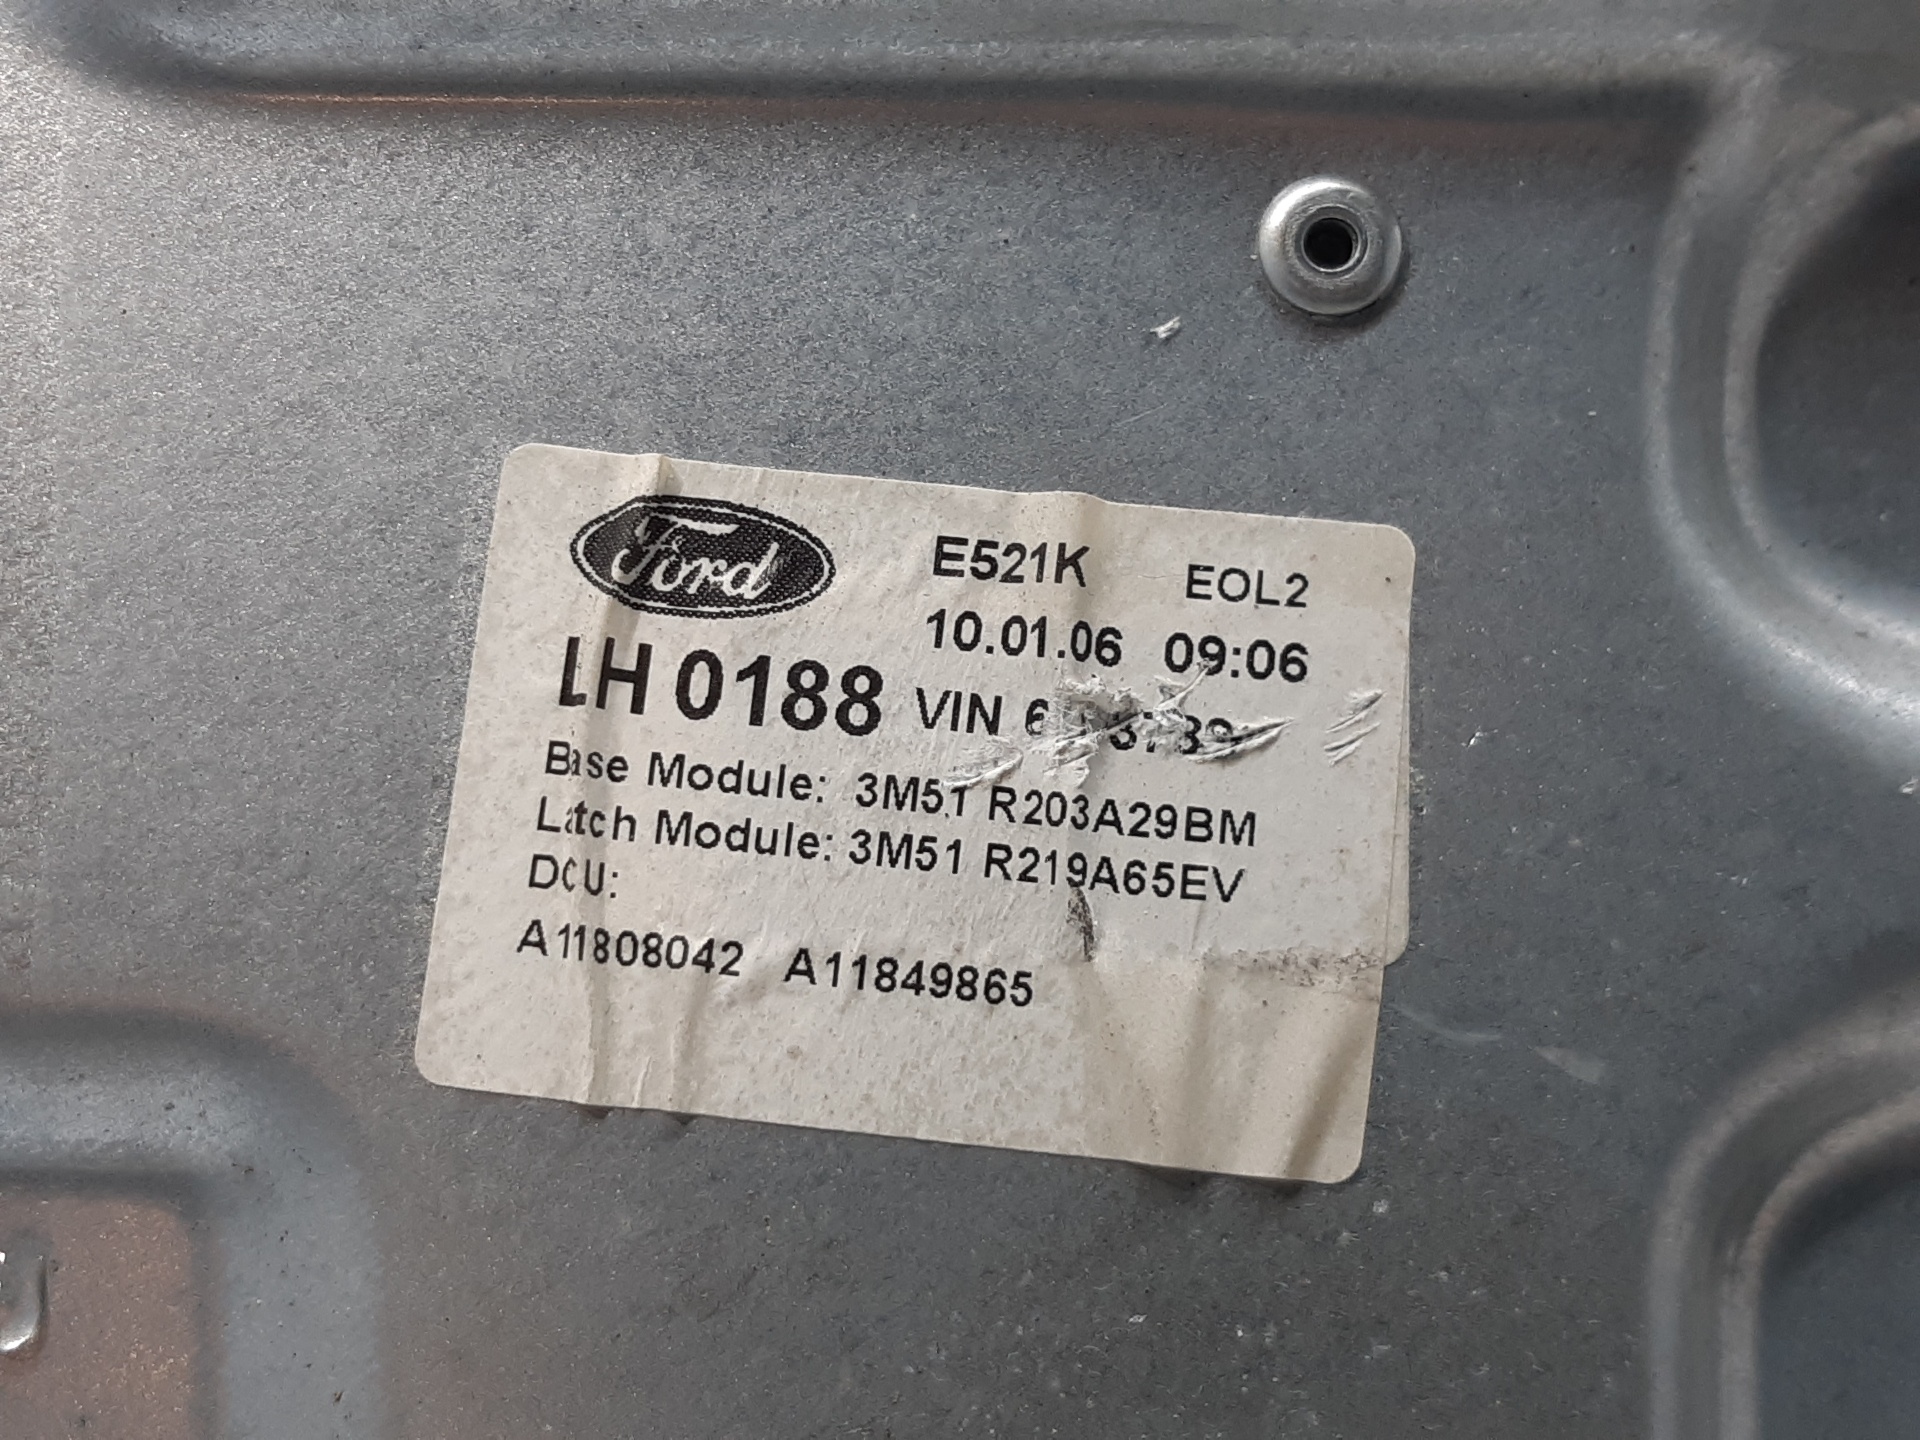 Ford E521K EOL2
10.01.06 09:06
LH 0188 VIN
Base Module: 3M51 R203A29BM
Latch Module: 3M51 R219A65EV
DCU:
A11808042 A11849865